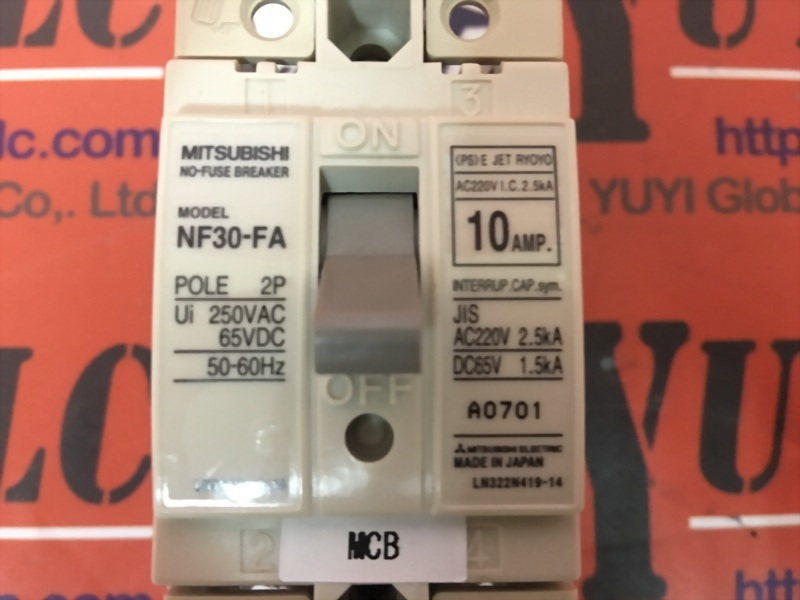 1
3
ON
MITSUBISHI
NO-FUSE BREAKER
MODEL
NF30-FA
POLE 2P
Ui 250VAC
65VDC
50-60Hz
<PS>E JET RYOYO
AC220V I.C.2.5kA
10 AMP.
INTERRUP.CAP.sym.
JIS
AC220V 2.5kA
DC65V 1.5kA
A0701
MITSUBISHI ELECTRIC
MADE IN JAPAN
LN322N419-14
OFF
2
MCB
4
lc.com
Co,. Ltd
LC
http
YUYI Glob
YU